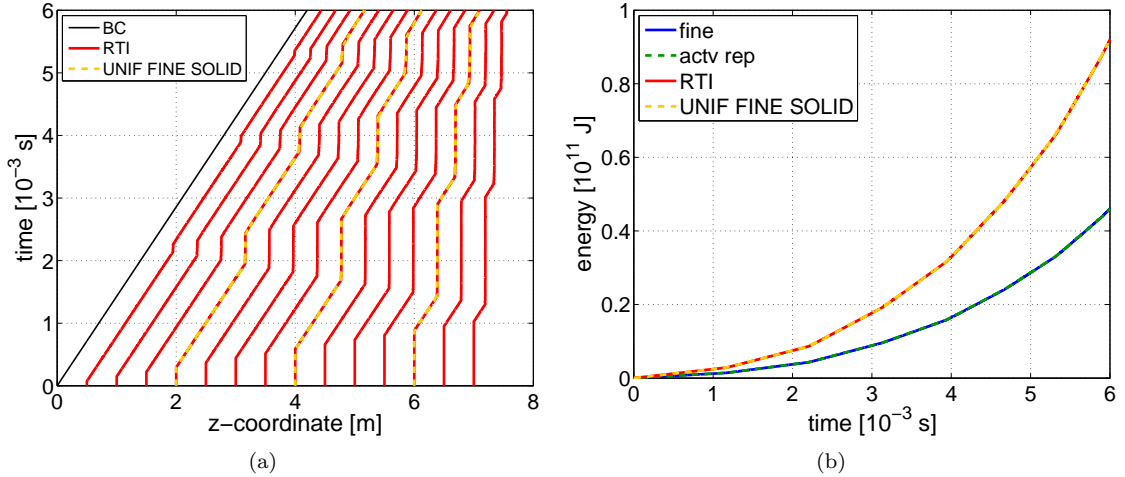 BC
RTI
UNIF FINE SOLID
time [10⁻³ s]
6
5
4
3
2
1
0
0 2 4 6 8
z−coordinate [m]
(a)
fine
actv rep
RTI
UNIF FINE SOLID
energy [10¹¹ J]
1
0.8
0.6
0.4
0.2
0
0 1 2 3 4 5 6
time [10⁻³ s]
(b)